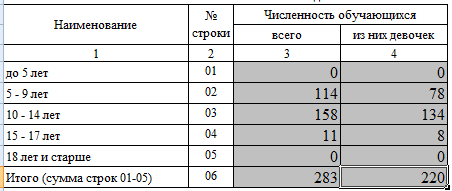 Наименование № строки Численность обучающихся
всего из них девочек
1 2 3 4
до 5 лет 01 0 0
5 - 9 лет 02 114 78
10 - 14 лет 03 158 134
15 - 17 лет 04 11 8
18 лет и старше 05 0 0
Итого (сумма строк 01-05) 06 283 220